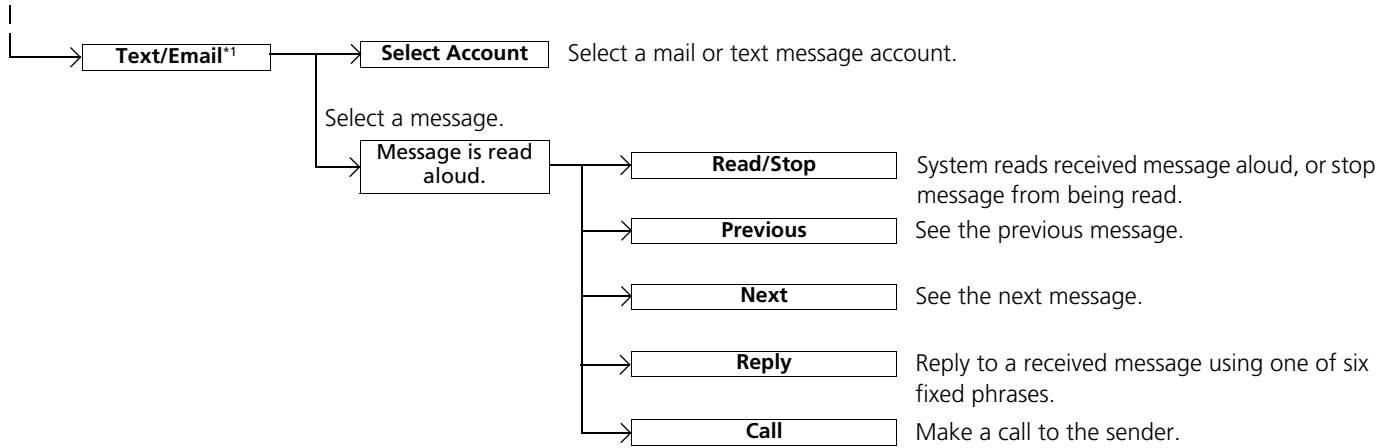 Text/Email*1
Select Account
Select a mail or text message account.
Select a message.
Message is read
aloud.
Read/Stop
System reads received message aloud, or stop
message from being read.
Previous
See the previous message.
Next
See the next message.
Reply
Reply to a received message using one of six
fixed phrases.
Call
Make a call to the sender.